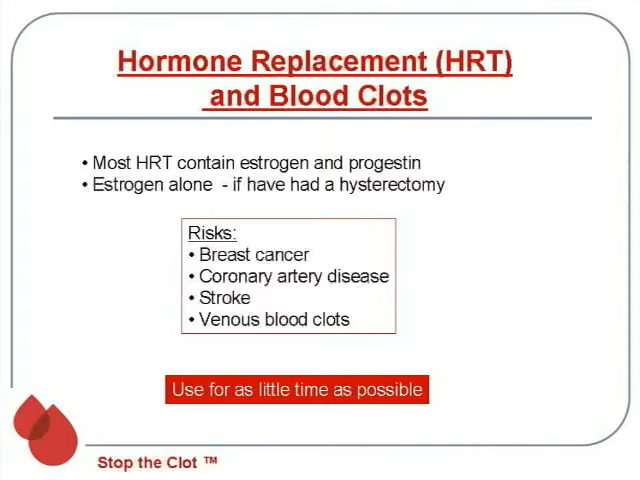 Hormone Replacement (HRT)
and Blood Clots
• Most HRT contain estrogen and progestin
• Estrogen alone - if have had a hysterectomy
Risks:
• Breast cancer
• Coronary artery disease
• Stroke
• Venous blood clots
Use for as little time as possible
Stop the Clot ™